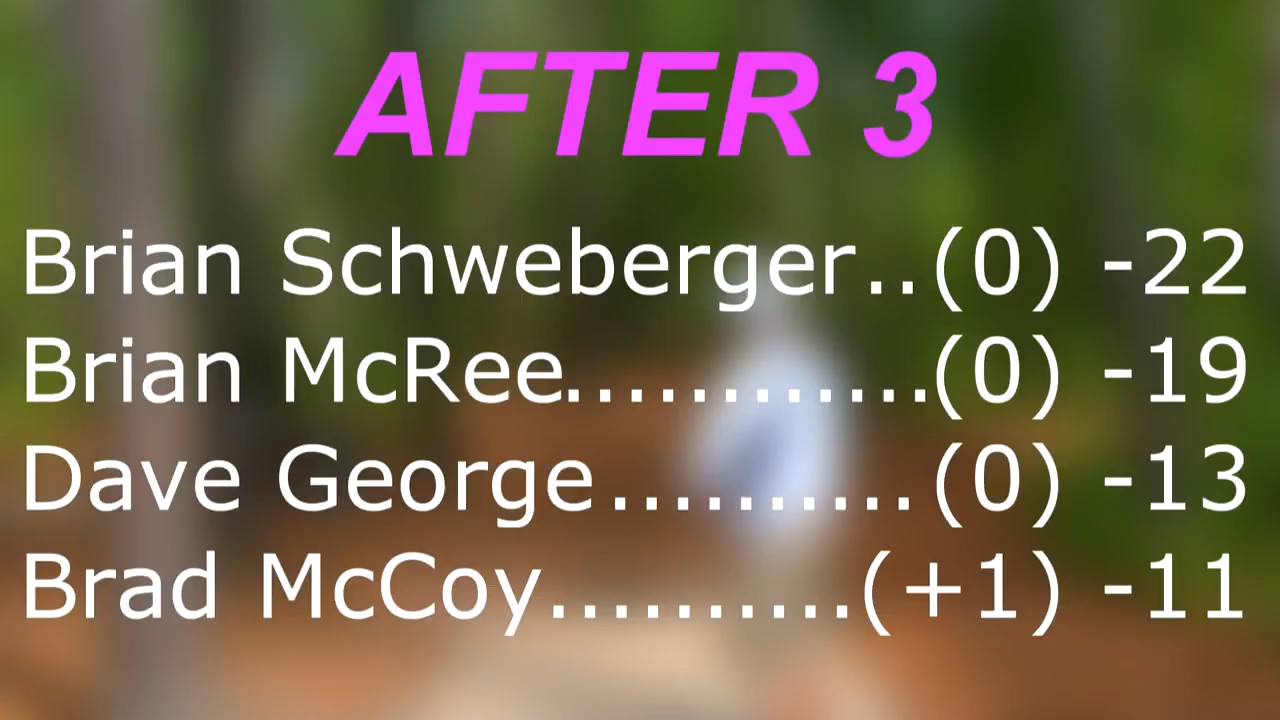 AFTER 3
Brian Schweberger..(0) -22
Brian McRee............(0) -19
Dave George..........(0) -13
Brad McCoy..........(+1) -11